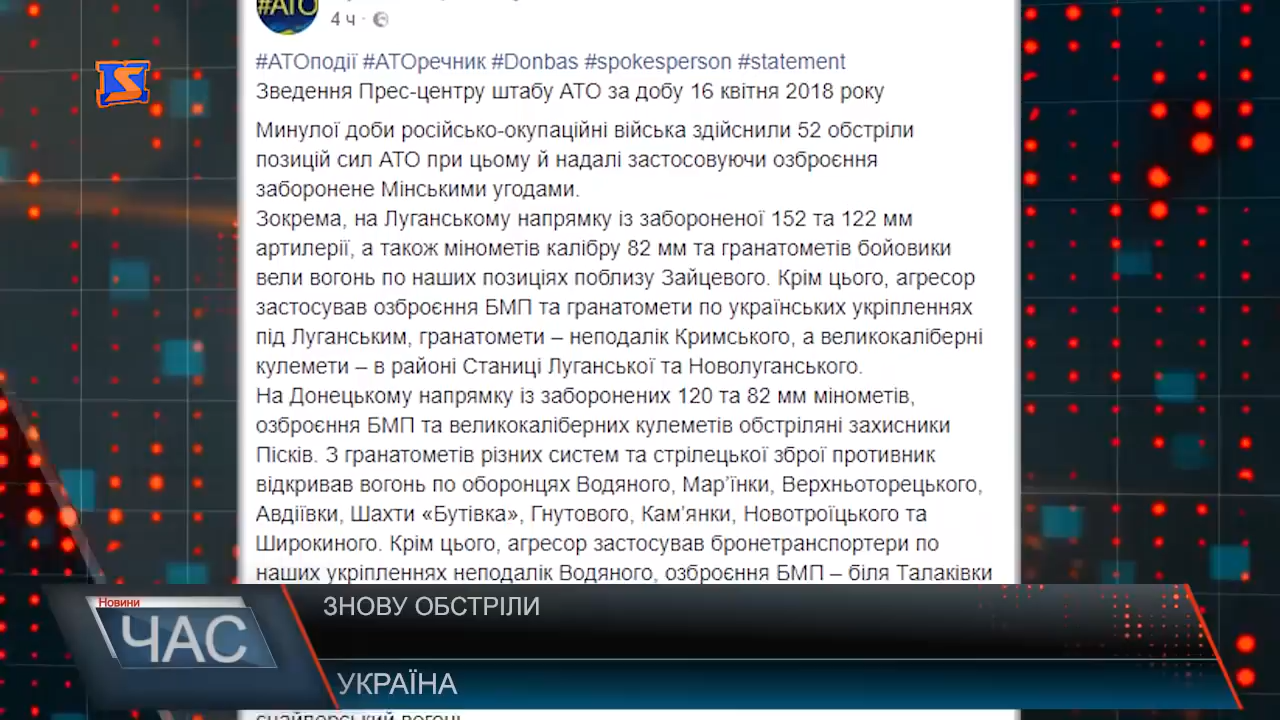 #АТО
4 ч ·
#АТОподії #АТОречник #Donbas #spokesperson #statement
Зведення Прес-центру штабу АТО за добу 16 квітня 2018 року
Минулої доби російсько-окупаційні війська здійснили 52 обстріли
позицій сил АТО при цьому й надалі застосовуючи озброєння
заборонене Мінськими угодами.
Зокрема, на Луганському напрямку із забороненої 152 та 122 мм
артилерії, а також мінометів калібру 82 мм та гранатометів бойовики
вели вогонь по наших позиціях поблизу Зайцевого. Крім цього, агресор
застосував озброєння БМП та гранатомети по українських укріпленнях
під Луганським, гранатомети – неподалік Кримського, а великокаліберні
кулемети – в районі Станиці Луганської та Новолуганського.
На Донецькому напрямку із заборонених 120 та 82 мм мінометів,
озброєння БМП та великокаліберних кулеметів обстріляні захисники
Пісків. З гранатометів різних систем та стрілецької зброї противник
відкривав вогонь по оборонцях Водяного, Мар’їнки, Верхньоторецького,
Авдіївки, Шахти «Бутівка», Гнутового, Кам’янки, Новотроїцького та
Широкиного. Крім цього, агресор застосував бронетранспортери по
наших укріпленнях неподалік Водяного, озброєння БМП – біля Талаківки
Новини
ЧАС
ЗНОВУ ОБСТРІЛИ
УКРАЇНА
снайперський вогонь